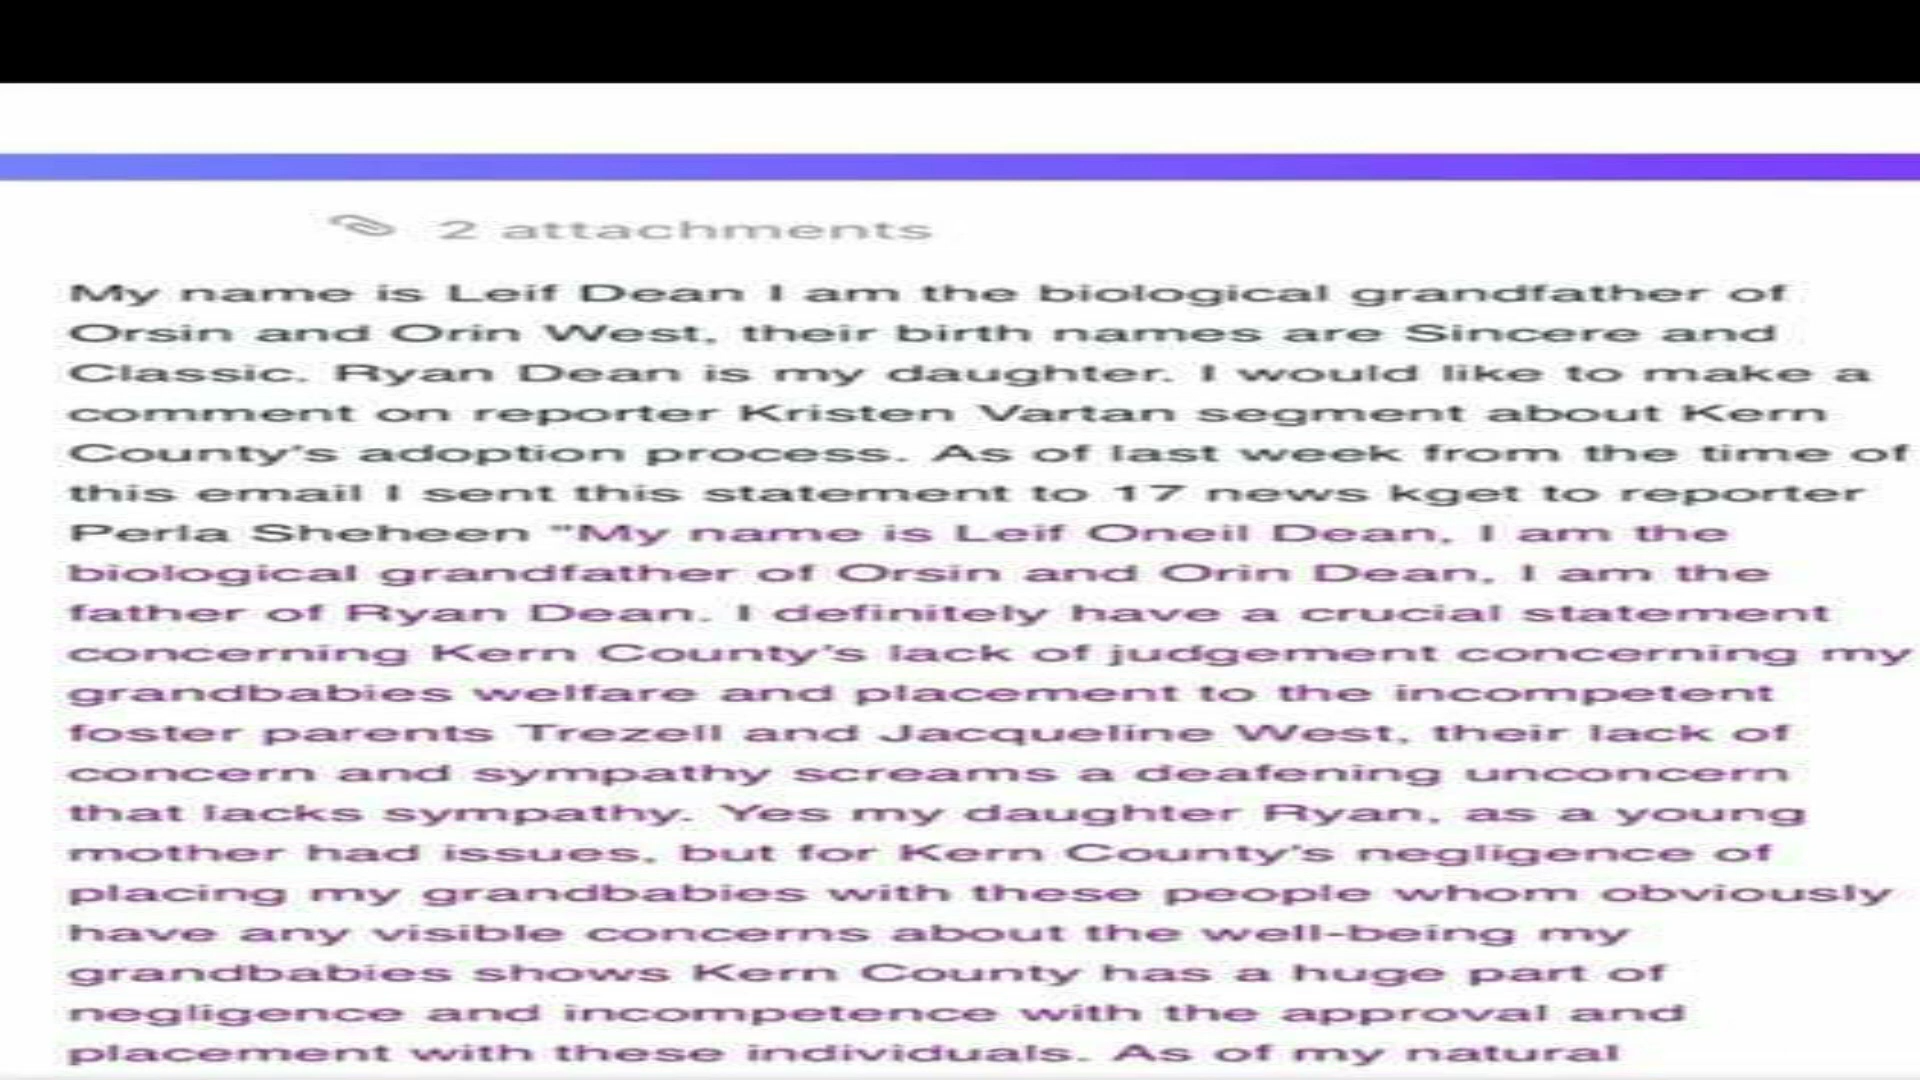 2 attachments
My name is Leif Dean I am the biological grandfather of
Orsin and Orin West, their birth names are Sincere and
Classic. Ryan Dean is my daughter. I would like to make a
comment on reporter Kristen Vartan segment about Kern
County's adoption process. As of last week from the time of
this email I sent this statement to 17 news kget to reporter
Perla Sheheen "My name is Leif Oneil Dean, I am the
biological grandfather of Orsin and Orin Dean, I am the
father of Ryan Dean. I definitely have a crucial statement
concerning Kern County's lack of judgement concerning my
grandbabies welfare and placement to the incompetent
foster parents Trezell and Jacqueline West, their lack of
concern and sympathy screams a deafening unconcern
that lacks sympathy. Yes my daughter Ryan, as a young
mother had issues, but for Kern County's negligence of
placing my grandbabies with these people whom obviously
have any visible concerns about the well-being my
grandbabies shows Kern County has a huge part of
negligence and incompetence with the approval and
placement with these individuals. As of my natural